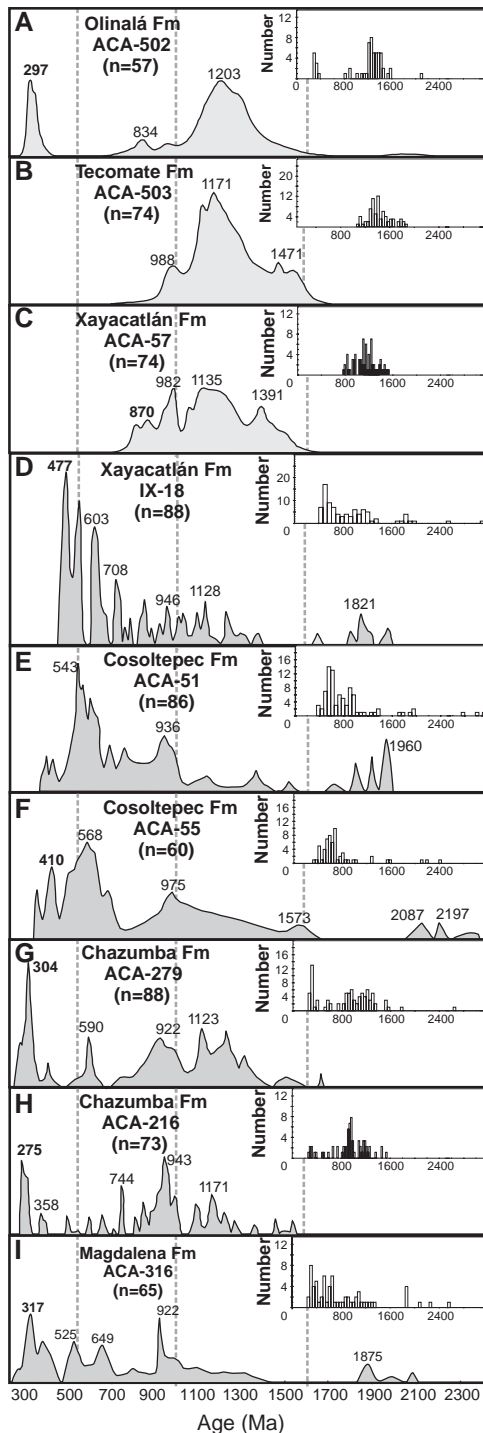 A
Olinalá Fm
ACA-502
(n=57)
297
834
1203
Number
12
8
4
0
800
1600
2400
B
Tecomate Fm
ACA-503
(n=74)
988
1171
1471
Number
20
12
4
0
800
1600
2400
C
Xayacatlán Fm
ACA-57
(n=74)
870
982
1135
1391
Number
12
8
4
0
800
1600
2400
D
Xayacatlán Fm
IX-18
(n=88)
477
603
708
946
1128
1821
Number
20
10
0
800
1600
2400
E
Cosoltepec Fm
ACA-51
(n=86)
543
936
1960
Number
16
12
8
4
0
800
1600
2400
F
Cosoltepec Fm
ACA-55
(n=60)
410
568
975
1573
2087
2197
Number
16
12
8
4
0
800
1600
2400
G
Chazumba Fm
ACA-279
(n=88)
304
590
922
1123
Number
16
12
8
4
0
800
1600
2400
H
Chazumba Fm
ACA-216
(n=73)
275
358
744
943
1171
Number
12
8
4
0
800
1600
2400
I
Magdalena Fm
ACA-316
(n=65)
317
525
649
922
1875
Number
8
4
0
800
1600
2400
300 500 700 900 1100 1300 1500 1700 1900 2100 2300
Age (Ma)